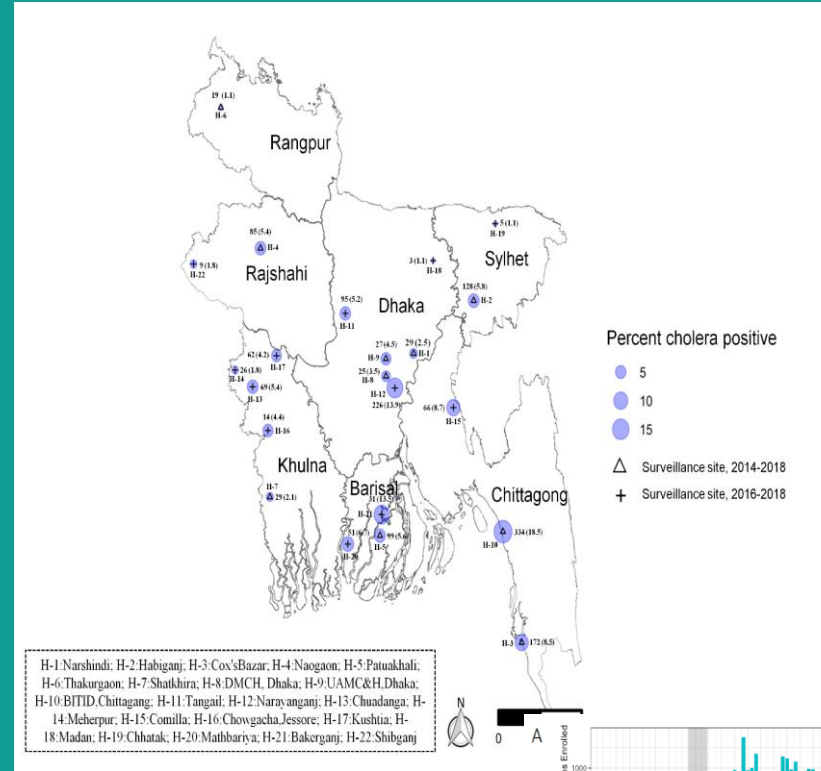 19 (1.1)
H-6
Rangpur
5 (1.1)
H-19
85(5.4)
H-4
Sylhet
9 (1.8)
H-22
Rajshahi
3 (1.1)
H-18
128(5.8)
H-2
Dhaka
95(5.2)
H-11
Percent cholera positive
27(4.5)
29 (2.5)
H-9
H-1
62(4.2)
H-17
5
25(3.5)
H-8
26(1.8)
H-14
H-12
10
69(5.4)
H-13
226(13.9)
66(8.7)
H-15
15
14(4.4)
H-16
Surveillance site, 2014-2018
Khulna
Surveillance site, 2016-2018
H-7
29(2.1)
Barisal
Chittagong
H-21
H-5
99(5.6)
334 (18.5)
H-10
H-3
172(8.5)
H-1:Narshindi; H-2:Habiganj; H-3:Cox'sBazar; H-4:Naogaon; H-5:Patuakhali;
H-6:Thakurgaon; H-7:Shatkhira; H-8:DMCH, Dhaka; H-9:UAMC&H,Dhaka;
H-10:BITID,Chittagang; H-11:Tangail; H-12:Narayanganj; H-13:Chuadanga; H-
14:Meherpur; H-15:Comilla; H-16:Chowgacha,Jessore; H-17:Kushtia; H-
18:Madan; H-19:Chhatak; H-20:Mathbariya; H-21:Bakerganj; H-22:Shibganj
N
0
A
Enrolled
1000